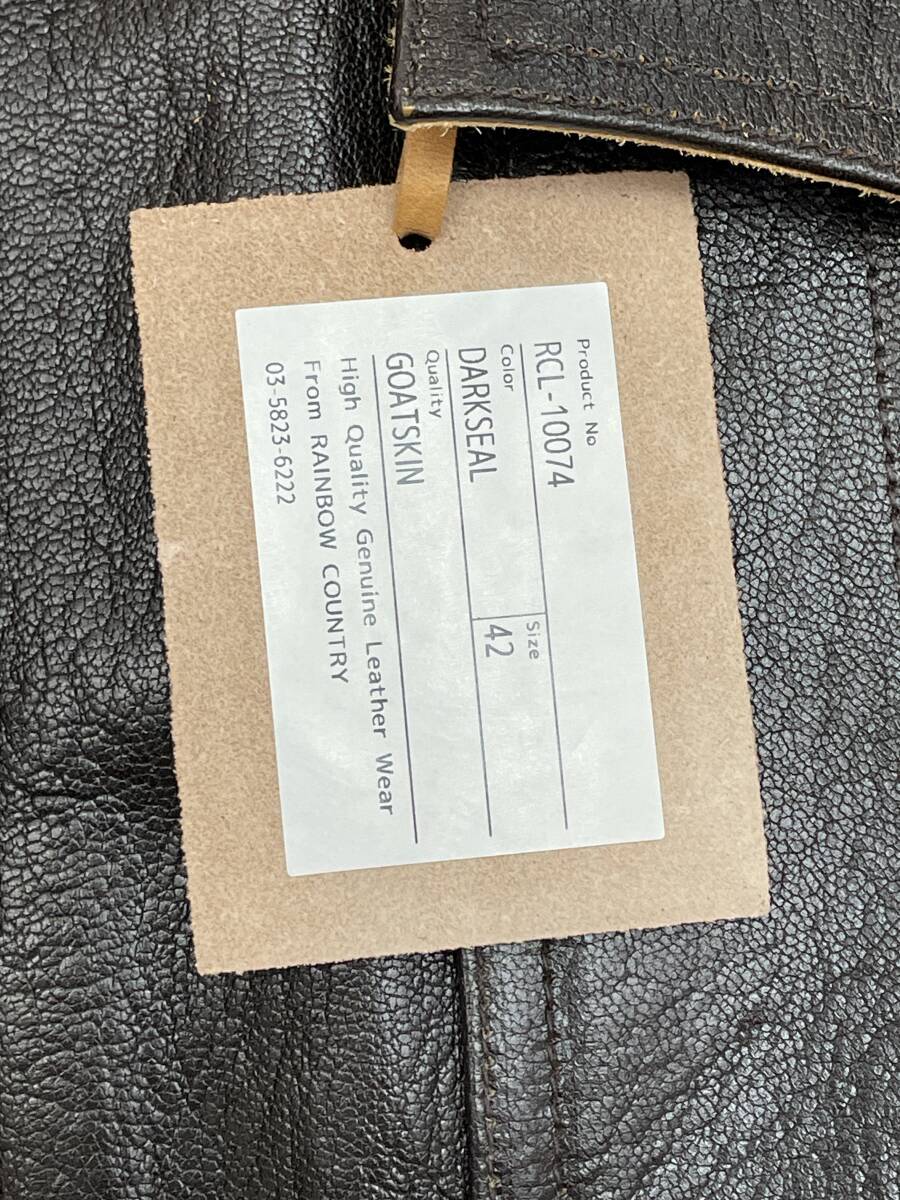 Product No
RCL-10074
Color
Size
DARKSEAL
42
Quality
GOATSKIN
High Quality Genuine Leather Wear
From RAINBOW COUNTRY
03-5823-6222